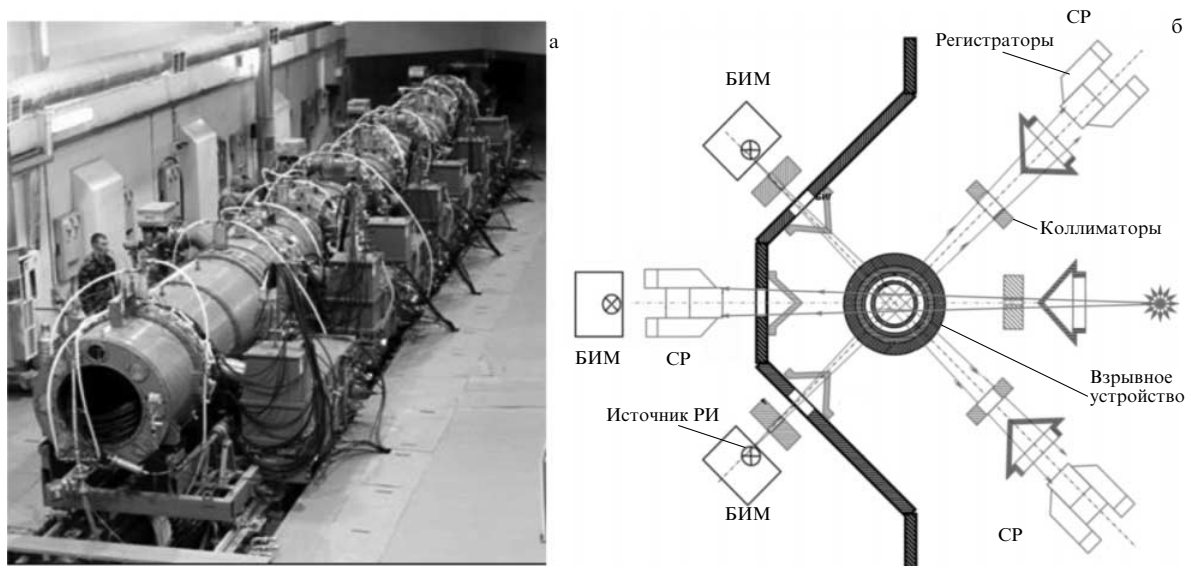 а
б
СР
Регистраторы
БИМ
Коллиматоры
БИМ
СР
Взрывное
устройство
Источник РИ
БИМ
СР